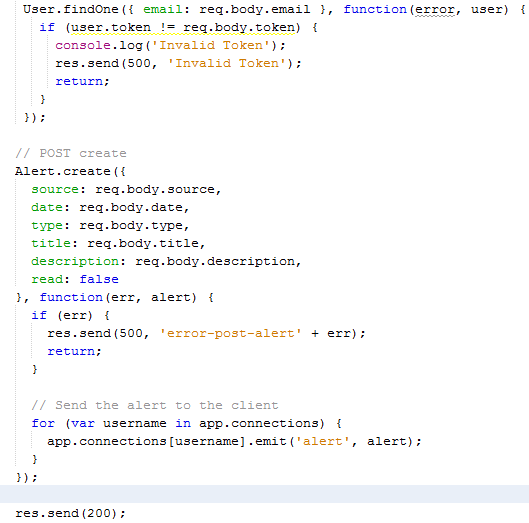 User.findOne({ email: req.body.email }, function(error, user) {
if (user.token != req.body.token) {
console.log('Invalid Token');
res.send(500, 'Invalid Token');
return;
}
});
// POST create
Alert.create({
source: req.body.source,
date: req.body.date,
type: req.body.type,
title: req.body.title,
description: req.body.description,
read: false
}, function(err, alert) {
if (err) {
res.send(500, 'error-post-alert' + err);
return;
}
// Send the alert to the client
for (var username in app.connections) {
app.connections[username].emit('alert', alert);
}
});
res.send(200);